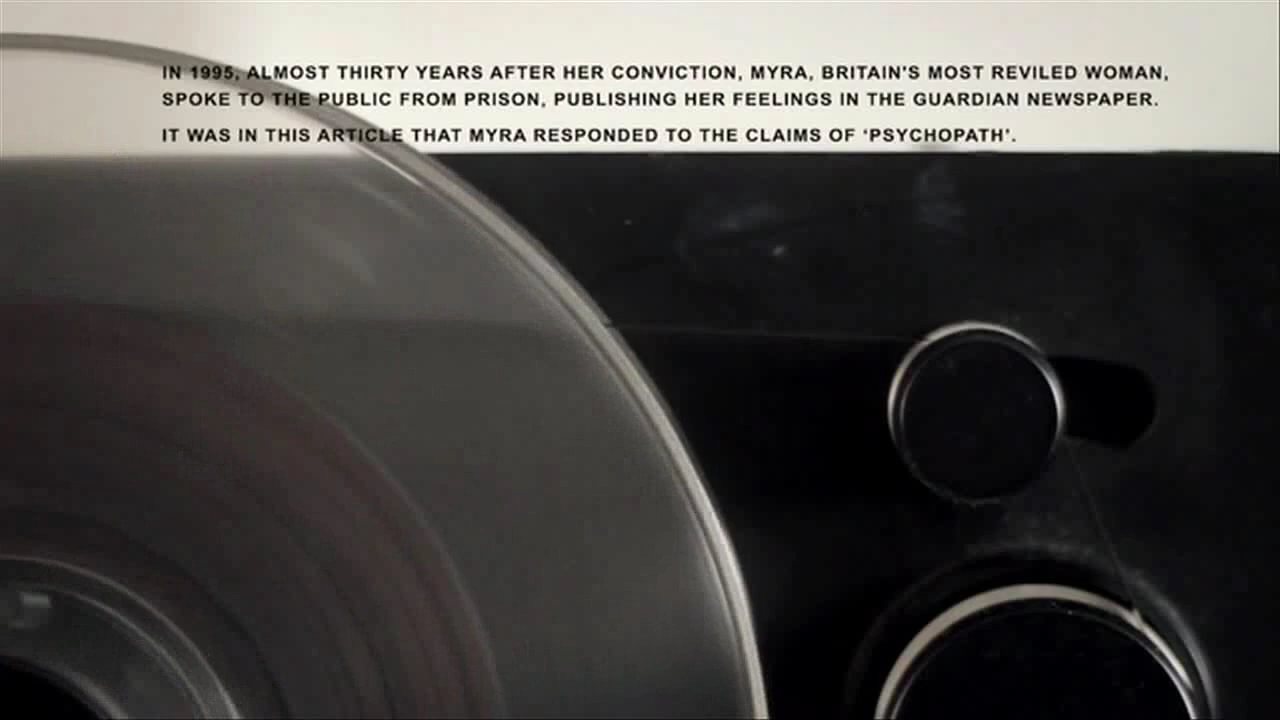 IN 1995, ALMOST THIRTY YEARS AFTER HER CONVICTION, MYRA, BRITAIN'S MOST REVILED WOMAN,
SPOKE TO THE PUBLIC FROM PRISON, PUBLISHING HER FEELINGS IN THE GUARDIAN NEWSPAPER.
IT WAS IN THIS ARTICLE THAT MYRA RESPONDED TO THE CLAIMS OF ‘PSYCHOPATH’.